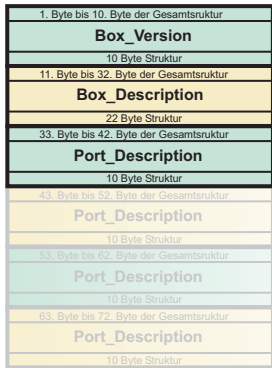 1. Byte bis 10. Byte der Gesamtsruktur
Box_Version
10 Byte Struktur
11. Byte bis 32. Byte der Gesamtsruktur
Box_Description
22 Byte Struktur
33. Byte bis 42. Byte der Gesamtsruktur
Port_Description
10 Byte Struktur
43. Byte bis 52. Byte der Gesamtsruktur
Port_Description
10 Byte Struktur
53. Byte bis 62. Byte der Gesamtsruktur
Port_Description
10 Byte Struktur
63. Byte bis 72. Byte der Gesamtsruktur
Port_Description
10 Byte Struktur